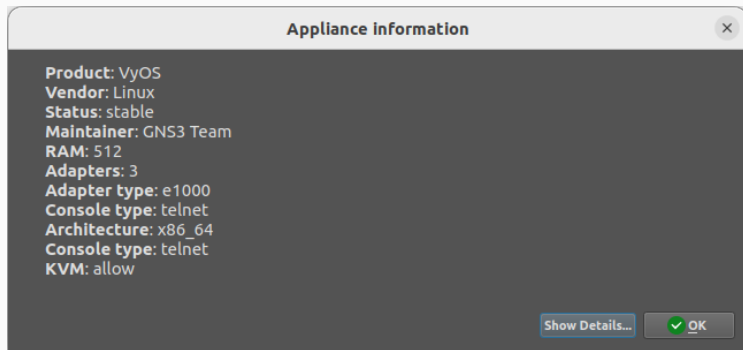 Appliance information
Product: VyOS
Vendor: Linux
Status: stable
Maintainer: GNS3 Team
RAM: 512
Adapters: 3
Adapter type: e1000
Console type: telnet
Architecture: x86_64
Console type: telnet
KVM: allow
Show Details... OK